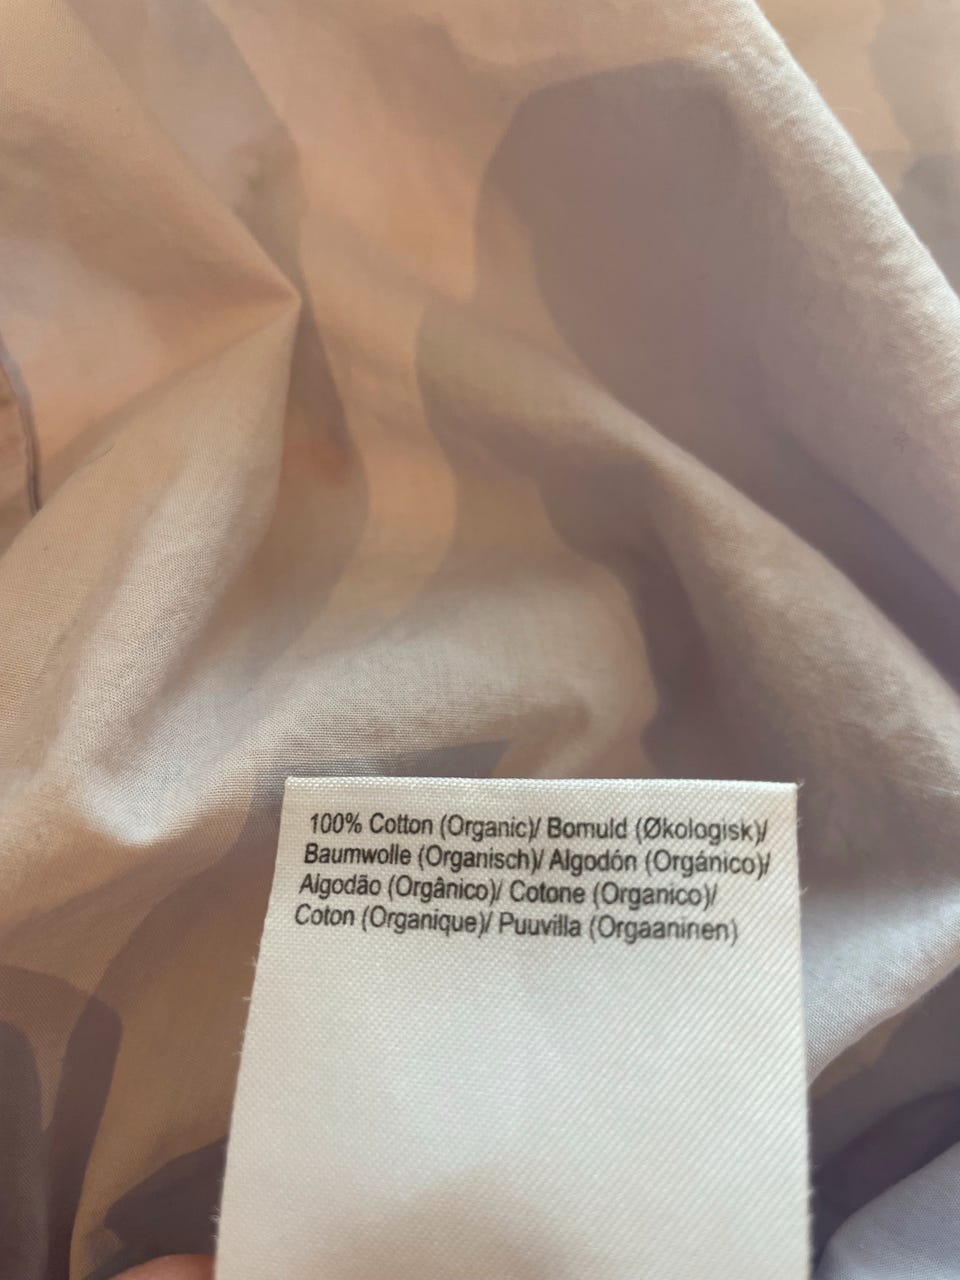 100% Cotton (Organic)/ Bomuld (Økologisk)/
Baumwolle (Organisch)/ Algodón (Orgánico)/
Algodão (Orgânico)/ Cotone (Organico)/
Coton (Organique)/ Puuvilla (Orgaaninen)